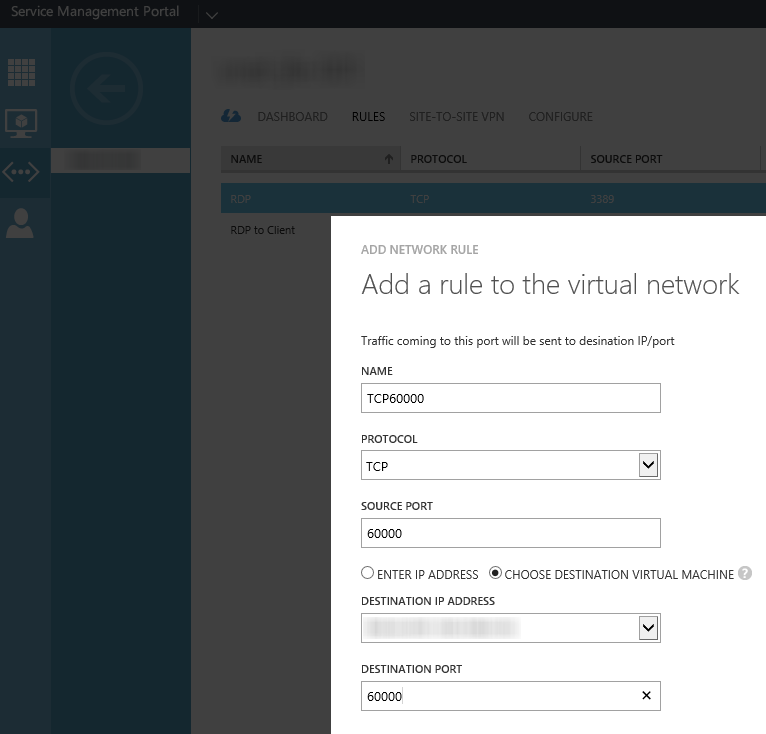 Service Management Portal
DASHBOARD RULES SITE-TO-SITE VPN CONFIGURE
NAME PROTOCOL SOURCE PORT
RDP TCP 3389
RDP to Client
ADD NETWORK RULE
Add a rule to the virtual network
Traffic coming to this port will be sent to desination IP/port
NAME
TCP60000
PROTOCOL
TCP
SOURCE PORT
60000
ENTER IP ADDRESS CHOOSE DESTINATION VIRTUAL MACHINE ?
DESTINATION IP ADDRESS
DESTINATION PORT
60000